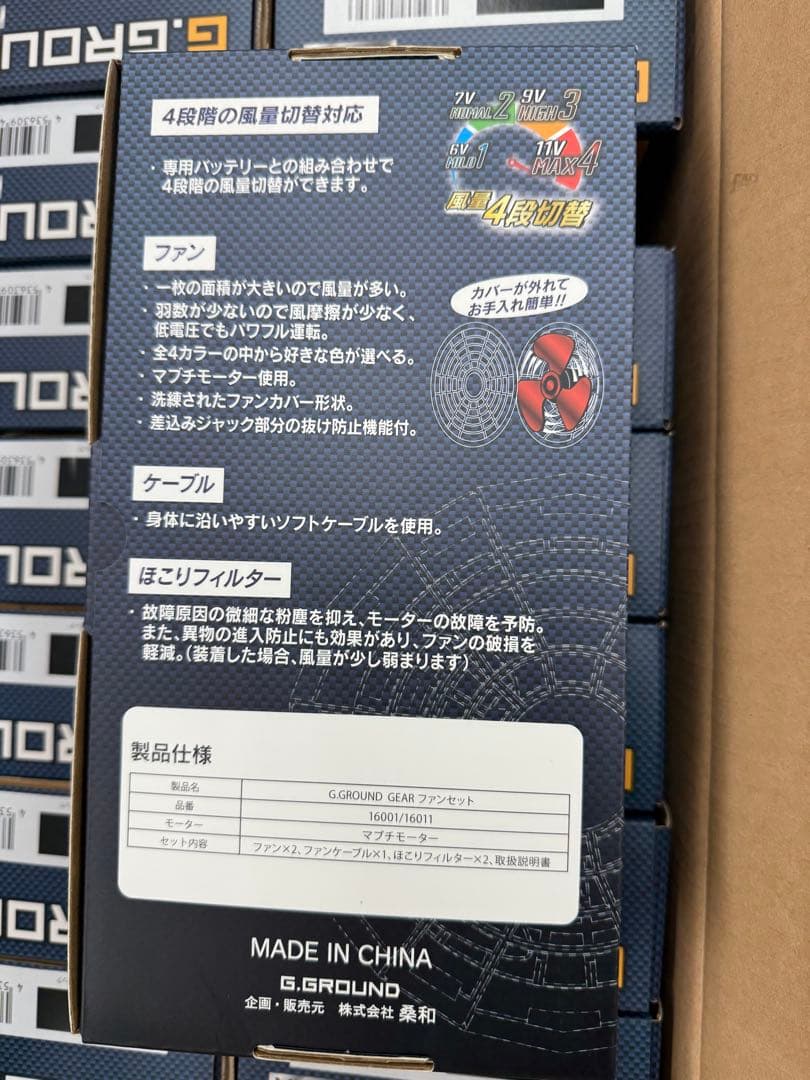 G.GROU
4段階の風量切替対応
・専用バッテリーとの組み合わせで
4段階の風量切替ができます。
7V
NORMAL 2
9V
HIGH 3
6V
MILD 1
11V
MAX 4
風量4段切替
ファン
・一枚の面積が大きいので風量が多い。
・羽数が少ないので風摩擦が少なく、
低電圧でもパワフル運転。
・全4カラーの中から好きな色が選べる。
・マブチモーター使用。
・洗練されたファンカバー形状。
・差込みジャック部分の抜け防止機能付。
カバーが外れて
お手入れ簡単!!
ケーブル
・身体に沿いやすいソフトケーブルを使用。
ほこりフィルター
・故障原因の微細な粉塵を抑え、モーターの故障を予防。
また、異物の進入防止にも効果があり、ファンの破損を
軽減。(装着した場合、風量が少し弱まります)
製品仕様
製品名 G.GROUND GEAR ファンセット
品番 16001/16011
モーター マブチモーター
セット内容 ファン×2、ファンケーブル×1、ほこりフィルター×2、取扱説明書
MADE IN CHINA
G.GROUND
企画・販売元 株式会社 桑和